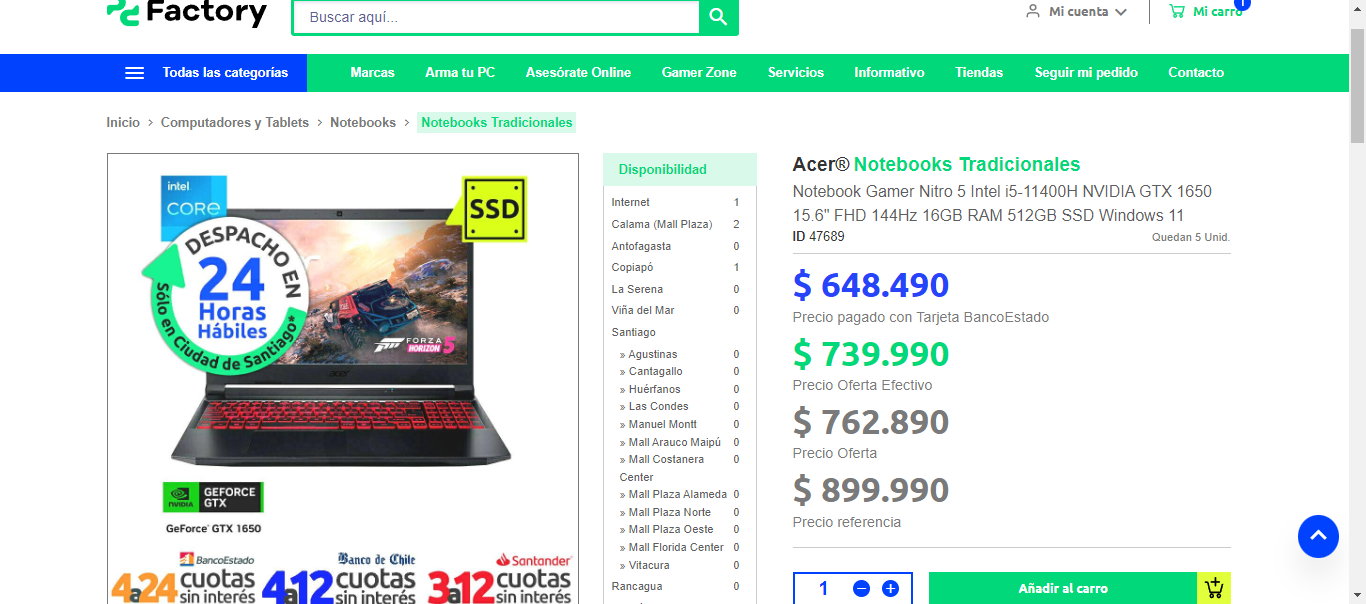 Factory
Buscar aquí...
Mi cuenta
Mi carro
1
Todas las categorías
Marcas
Arma tu PC
Asesórate Online
Gamer Zone
Servicios
Informativo
Tiendas
Seguir mi pedido
Contacto
Inicio > Computadores y Tablets > Notebooks > Notebooks Tradicionales
intel
CORE
SSD
DESPACHO EN
24
Horas
Hábiles
Sólo en Ciudad de Santiago*
FORZA
HORIZON 5
acer
NVIDIA
GEFORCE
GTX
GeForce® GTX 1650
BancoEstado
4a24 cuotas
sin interés
Banco de Chile
4a12 cuotas
sin interés
Santander
3a12 cuotas
sin interés
Disponibilidad
Internet 1
Calama (Mall Plaza) 2
Antofagasta 0
Copiapó 1
La Serena 0
Viña del Mar 0
Santiago
» Agustinas 0
» Cantagallo 0
» Huérfanos 0
» Las Condes 0
» Manuel Montt 0
» Mall Arauco Maipú 0
» Mall Costanera 0
Center
» Mall Plaza Alameda 0
» Mall Plaza Norte 0
» Mall Plaza Oeste 0
» Mall Florida Center 0
» Vitacura 0
Rancagua 0
Acer® Notebooks Tradicionales
Notebook Gamer Nitro 5 Intel i5-11400H NVIDIA GTX 1650
15.6" FHD 144Hz 16GB RAM 512GB SSD Windows 11
ID 47689
Quedan 5 Unid.
$ 648.490
Precio pagado con Tarjeta BancoEstado
$ 739.990
Precio Oferta Efectivo
$ 762.890
Precio Oferta
$ 899.990
Precio referencia
1
Añadir al carro